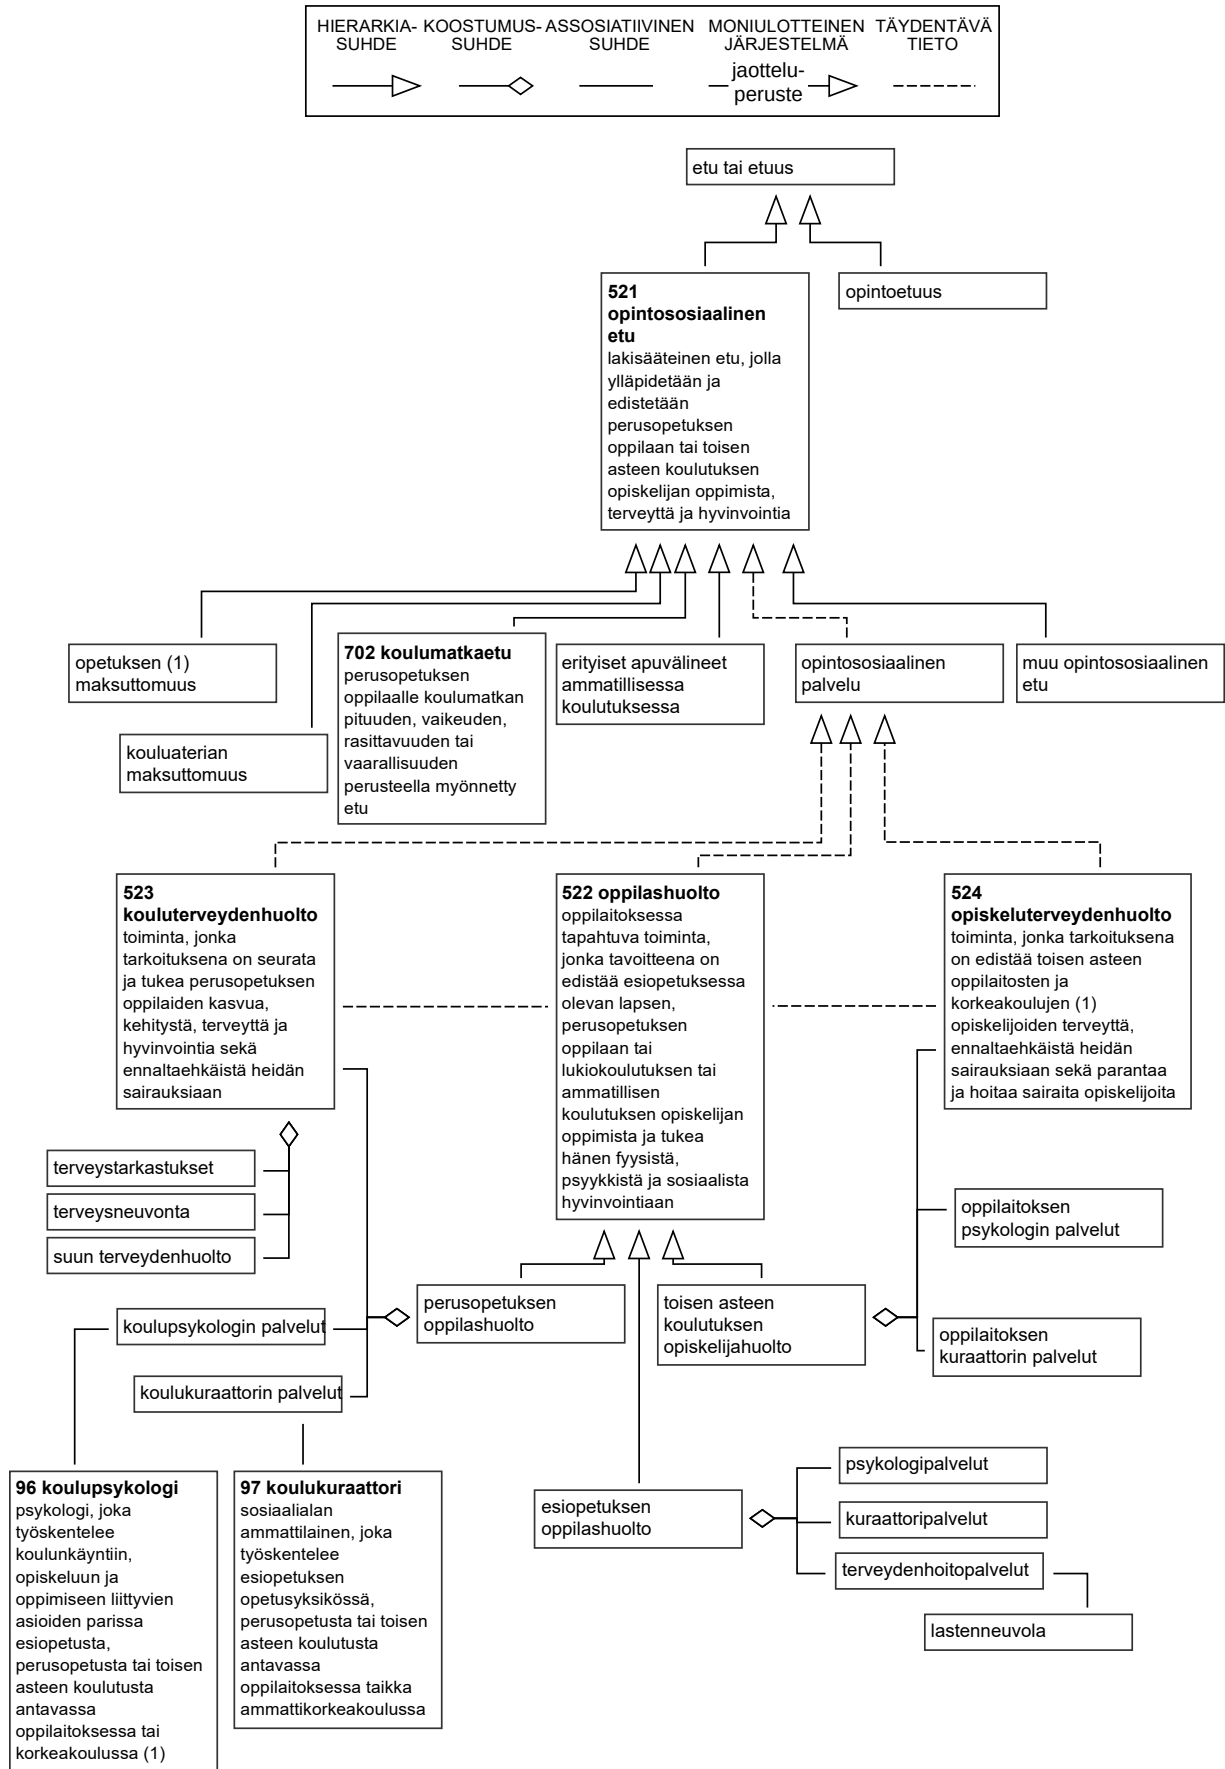 HIERARKIA-
SUHDE
KOOSTUMUS-
SUHDE
ASSOSIATIIVINEN
SUHDE
MONIULOTTEINEN
JÄRJESTELMÄ
TÄYDENTÄVÄ
TIETO
jaottelu-
peruste
etu tai etuus
521
opintososiaalinen
etu
lakisääteinen etu, jolla
ylläpidetään ja
edistetään
perusopetuksen
oppilaan tai toisen
asteen koulutuksen
opiskelijan oppimista,
terveyttä ja hyvinvointia
opintoetuus
opetuksen (1)
maksuttomuus
kouluaterian
maksuttomuus
702 koulumatkaetu
perusopetuksen
oppilaalle koulumatkan
pituuden, vaikeuden,
rasittavuuden tai
vaarallisuuden
perusteella myönnetty
etu
erityiset apuvälineet
ammatillisessa
koulutuksessa
opintososiaalinen
palvelu
muu opintososiaalinen
etu
523
kouluterveydenhuolto
toiminta, jonka
tarkoituksena on seurata
ja tukea perusopetuksen
oppilaiden kasvua,
kehitystä, terveyttä ja
hyvinvointia sekä
ennaltaehkäistä heidän
sairauksiaan
522 oppilashuolto
oppilaitoksessa
tapahtuva toiminta,
jonka tavoitteena on
edistää esiopetuksessa
olevan lapsen,
perusopetuksen
oppilaan tai
lukiokoulutuksen tai
ammatillisen
koulutuksen opiskelijan
oppimista ja tukea
hänen fyysistä,
psyykkistä ja sosiaalista
hyvinvointiaan
524
opiskeluterveydenhuolto
toiminta, jonka tarkoituksena
on edistää toisen asteen
oppilaitosten ja
korkeakoulujen (1)
opiskelijoiden terveyttä,
ennaltaehkäistä heidän
sairauksiaan sekä parantaa
ja hoitaa sairaita opiskelijoita
terveystarkastukset
terveysneuvonta
suun terveydenhuolto
oppilaitoksen
psykologin palvelut
koulupsykologin palvelut
perusopetuksen
oppilashuolto
toisen asteen
koulutuksen
opiskelijahuolto
oppilaitoksen
kuraattorin palvelut
koulukuraattorin palvelut
96 koulupsykologi
psykologi, joka
työskentelee
koulunkäyntiin,
opiskeluun ja
oppimiseen liittyvien
asioiden parissa
esiopetusta,
perusopetusta tai toisen
asteen koulutusta
antavassa
oppilaitoksessa tai
korkeakoulussa (1)
97 koulukuraattori
sosiaalialan
ammattilainen, joka
työskentelee
esiopetuksen
opetusyksikössä,
perusopetusta tai toisen
asteen koulutusta
antavassa
oppilaitoksessa taikka
ammattikorkeakoulussa
esiopetuksen
oppilashuolto
psykologipalvelut
kuraattoripalvelut
terveydenhoitopalvelut
lastenneuvola